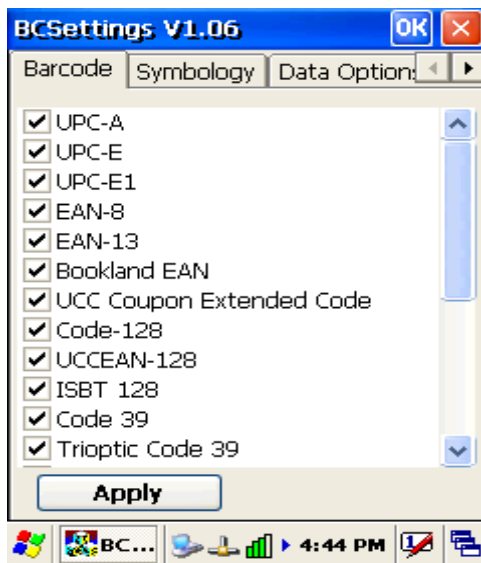 BCSettings V1.06 OK
Barcode Symbology Data Option
UPC-A
UPC-E
UPC-E1
EAN-8
EAN-13
Bookland EAN
UCC Coupon Extended Code
Code-128
UCCEAN-128
ISBT 128
Code 39
Trioptic Code 39
Apply
BC... 4:44 PM